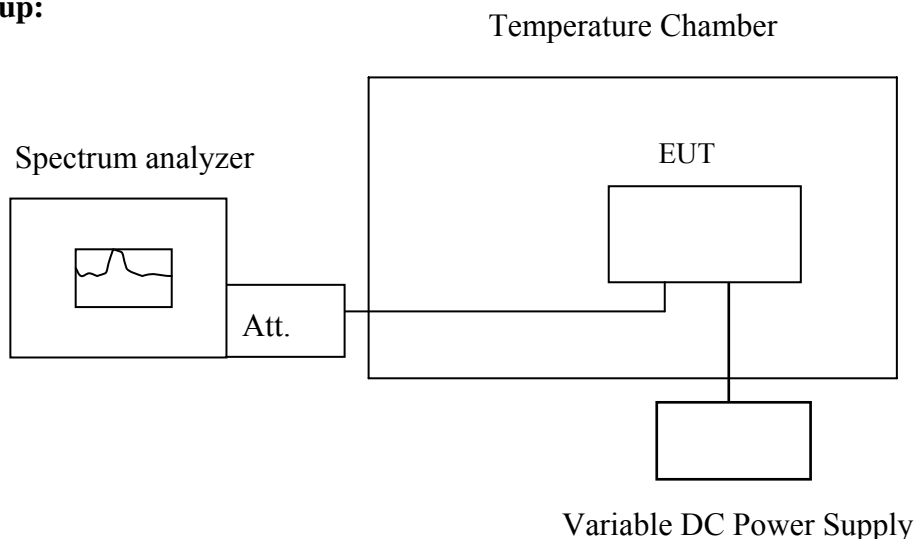 up:
Temperature Chamber
Spectrum analyzer
EUT
Att.
Variable DC Power Supply